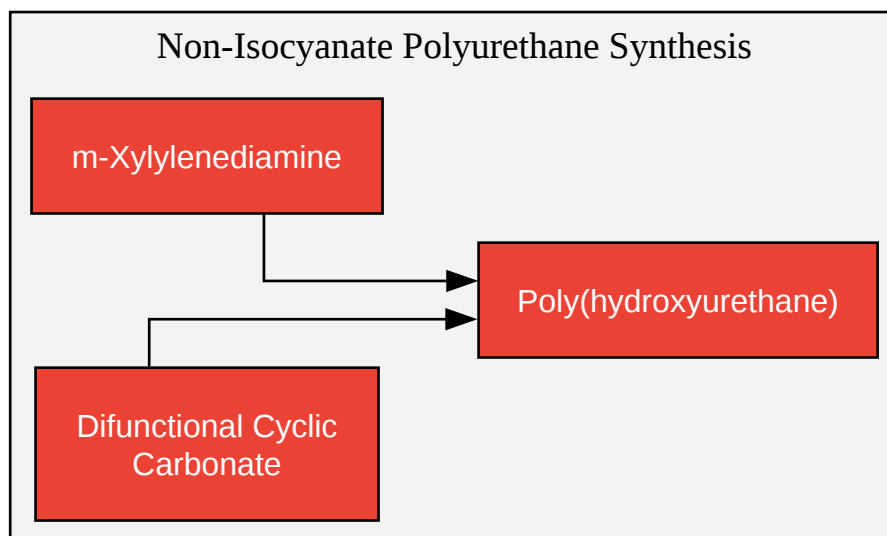 Non-Isocyanate Polyurethane Synthesis
m-Xylylenediamine
Poly(hydroxyurethane)
Difunctional Cyclic
Carbonate